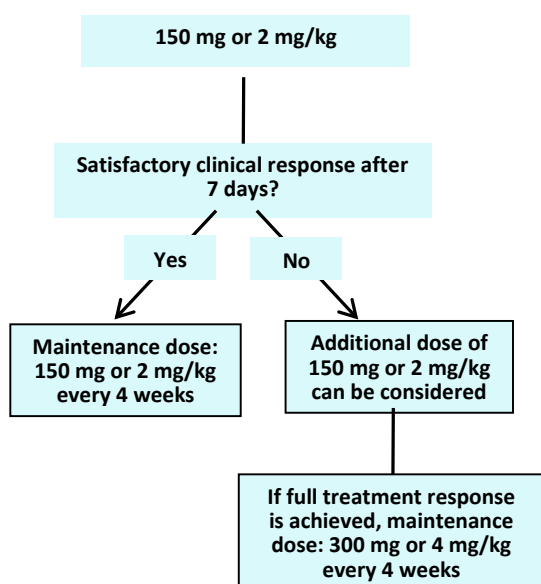 150 mg or 2 mg/kg
Satisfactory clinical response after
7 days?
Yes
No
Maintenance dose:
150 mg or 2 mg/kg
every 4 weeks
Additional dose of
150 mg or 2 mg/kg
can be considered
If full treatment response
is achieved, maintenance
dose: 300 mg or 4 mg/kg
every 4 weeks